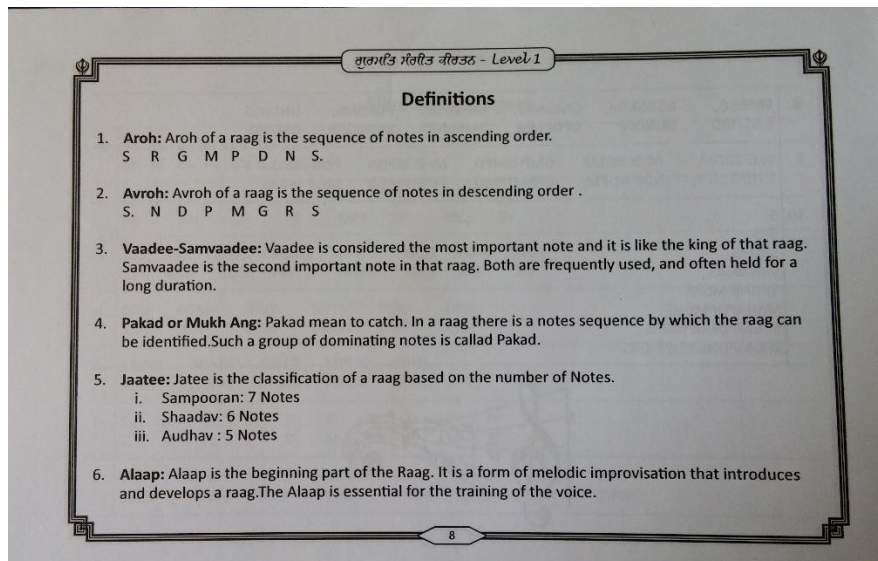 ਗੁਰਮਤਿ ਸੰਗੀਤ ਕੀਰਤਨ - Level 1
Definitions
1. Aroh: Aroh of a raag is the sequence of notes in ascending order.
S R G M P D N S.
2. Avroh: Avroh of a raag is the sequence of notes in descending order .
S. N D P M G R S
3. Vaadee-Samvaadee: Vaadee is considered the most important note and it is like the king of that raag.
Samvaadee is the second important note in that raag. Both are frequently used, and often held for a
long duration.
4. Pakad or Mukh Ang: Pakad mean to catch. In a raag there is a notes sequence by which the raag can
be identified.Such a group of dominating notes is callad Pakad.
5. Jaatee: Jatee is the classification of a raag based on the number of Notes.
i. Sampooran: 7 Notes
ii. Shaadav: 6 Notes
iii. Audhav : 5 Notes
6. Alaap: Alaap is the beginning part of the Raag. It is a form of melodic improvisation that introduces
and develops a raag.The Alaap is essential for the training of the voice.
8